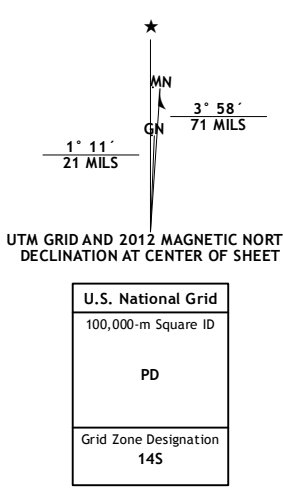 MN
3° 58´
71 MILS
GN
1° 11´
21 MILS
UTM GRID AND 2012 MAGNETIC NORT
DECLINATION AT CENTER OF SHEET
U.S. National Grid
100,000-m Square ID
PD
Grid Zone Designation
14S